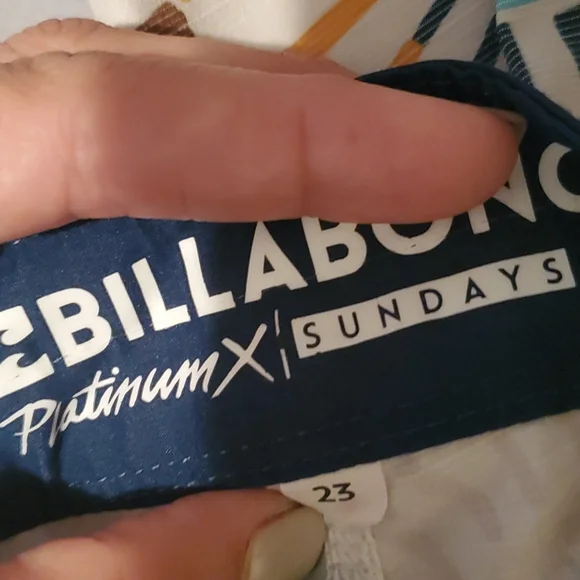 BILLABONG
Platinum X
SUNDAYS
23